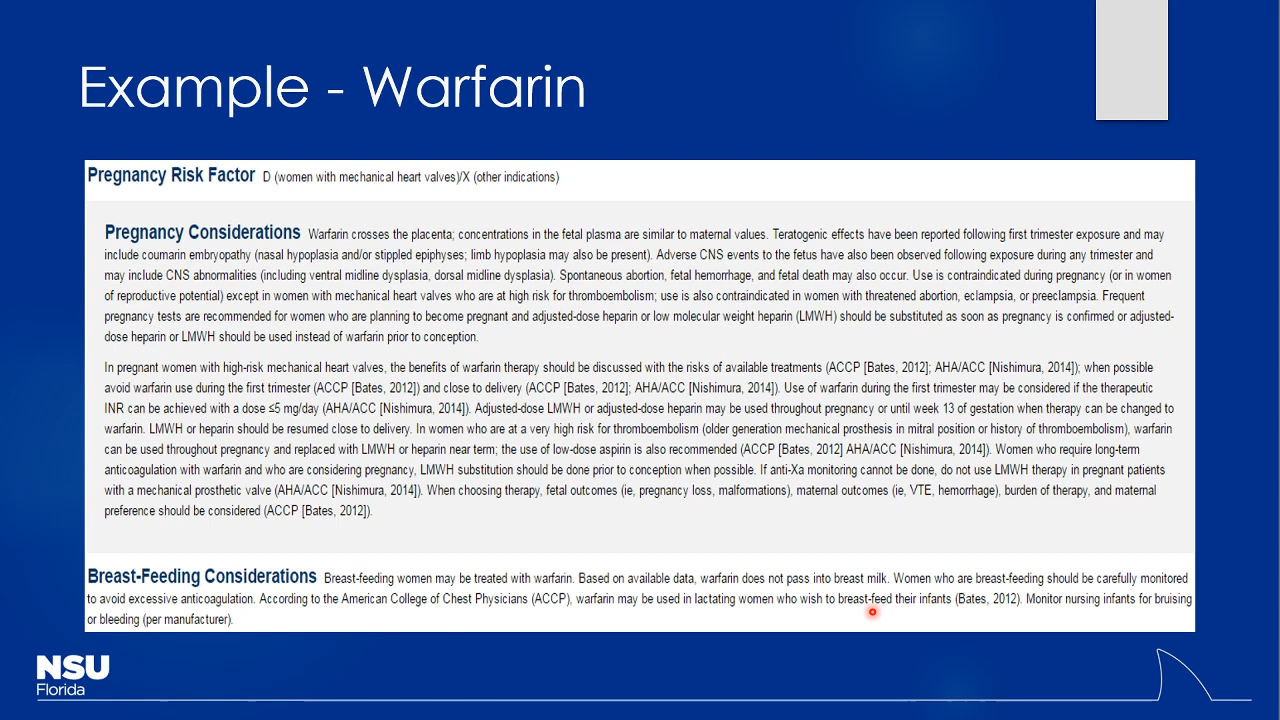 Example - Warfarin
Pregnancy Risk Factor D (women with mechanical heart valves)/X (other indications)
Pregnancy Considerations Warfarin crosses the placenta; concentrations in the fetal plasma are similar to maternal values. Teratogenic effects have been reported following first trimester exposure and may
include coumarin embryopathy (nasal hypoplasia and/or stippled epiphyses; limb hypoplasia may also be present). Adverse CNS events to the fetus have also been observed following exposure during any trimester and
may include CNS abnormalities (including ventral midline dysplasia, dorsal midline dysplasia). Spontaneous abortion, fetal hemorrhage, and fetal death may also occur. Use is contraindicated during pregnancy (or in women
of reproductive potential) except in women with mechanical heart valves who are at high risk for thromboembolism; use is also contraindicated in women with threatened abortion, eclampsia, or preeclampsia. Frequent
pregnancy tests are recommended for women who are planning to become pregnant and adjusted-dose heparin or low molecular weight heparin (LMWH) should be substituted as soon as pregnancy is confirmed or adjusted-
dose heparin or LMWH should be used instead of warfarin prior to conception.
In pregnant women with high-risk mechanical heart valves, the benefits of warfarin therapy should be discussed with the risks of available treatments (ACCP [Bates, 2012]; AHA/ACC [Nishimura, 2014]); when possible
avoid warfarin use during the first trimester (ACCP [Bates, 2012]) and close to delivery (ACCP [Bates, 2012]; AHA/ACC [Nishimura, 2014]). Use of warfarin during the first trimester may be considered if the therapeutic
INR can be achieved with a dose ≤5 mg/day (AHA/ACC [Nishimura, 2014]). Adjusted-dose LMWH or adjusted-dose heparin may be used throughout pregnancy or until week 13 of gestation when therapy can be changed to
warfarin. LMWH or heparin should be resumed close to delivery. In women who are at a very high risk for thromboembolism (older generation mechanical prosthesis in mitral position or history of thromboembolism), warfarin
can be used throughout pregnancy and replaced with LMWH or heparin near term; the use of low-dose aspirin is also recommended (ACCP [Bates, 2012] AHA/ACC [Nishimura, 2014]). Women who require long-term
anticoagulation with warfarin and who are considering pregnancy, LMWH substitution should be done prior to conception when possible. If anti-Xa monitoring cannot be done, do not use LMWH therapy in pregnant patients
with a mechanical prosthetic valve (AHA/ACC [Nishimura, 2014]). When choosing therapy, fetal outcomes (ie, pregnancy loss, malformations), maternal outcomes (ie, VTE, hemorrhage), burden of therapy, and maternal
preference should be considered (ACCP [Bates, 2012]).
Breast-Feeding Considerations Breast-feeding women may be treated with warfarin. Based on available data, warfarin does not pass into breast milk. Women who are breast-feeding should be carefully monitored
to avoid excessive anticoagulation. According to the American College of Chest Physicians (ACCP), warfarin may be used in lactating women who wish to breast-feed their infants (Bates, 2012). Monitor nursing infants for bruising
or bleeding (per manufacturer).
NSU
Florida